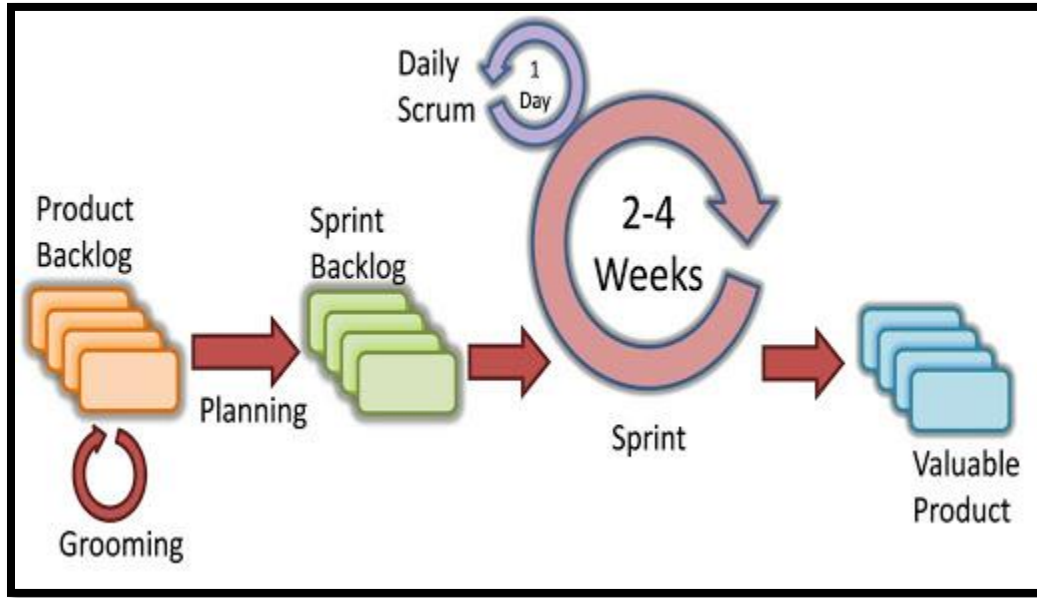 Daily
Scrum
1
Day
2-4
Weeks
Product
Backlog
Sprint
Backlog
Planning
Grooming
Sprint
Valuable
Product